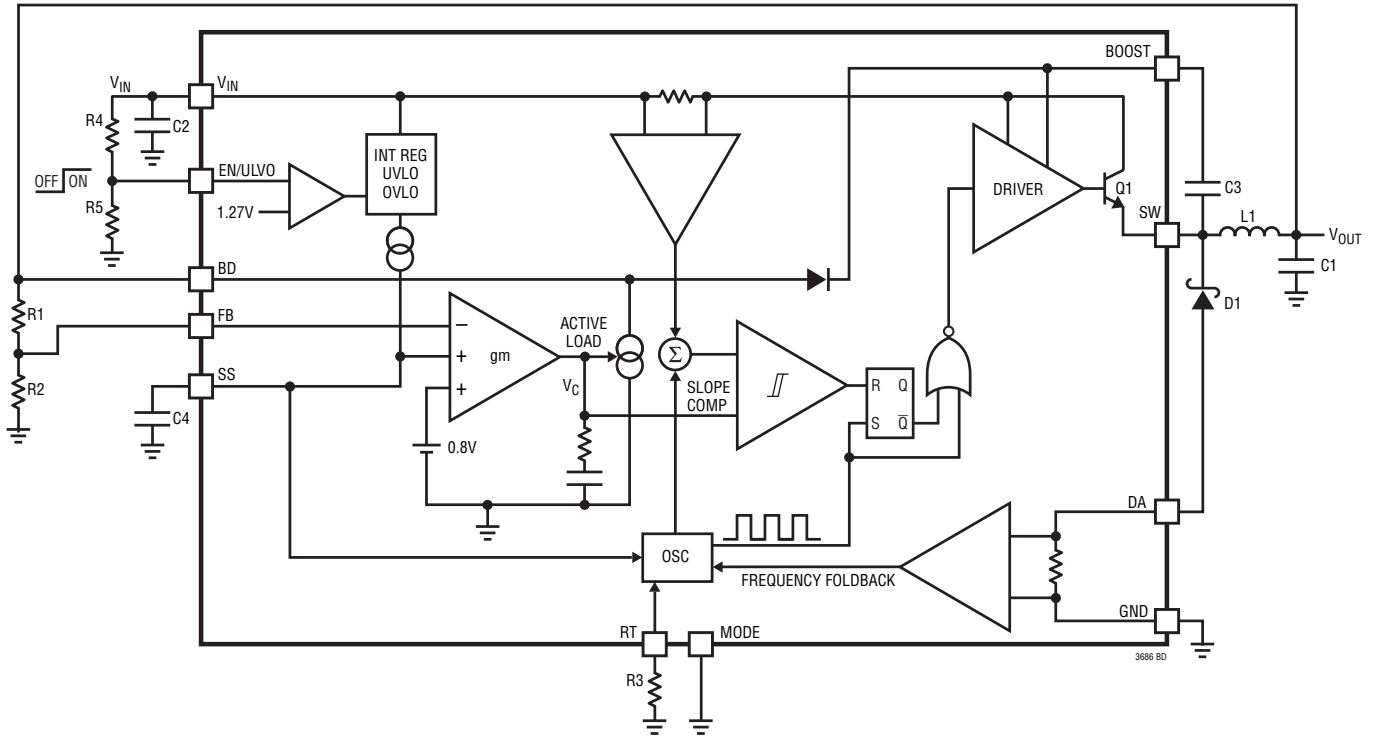 BOOST
VIN
VIN
R4
C2
INT REG
UVLO
OVLO
EN/ULVO
OFF ON
1.27V
R5
DRIVER
Q1
C3
SW
L1
VOUT
C1
BD
D1
R1
FB
ACTIVE
LOAD
–
+
gm
+
Σ
VC
SLOPE
COMP
R Q
S Q̅
SS
R2
C4
0.8V
DA
OSC
FREQUENCY FOLDBACK
GND
RT
MODE
3686 BD
R3